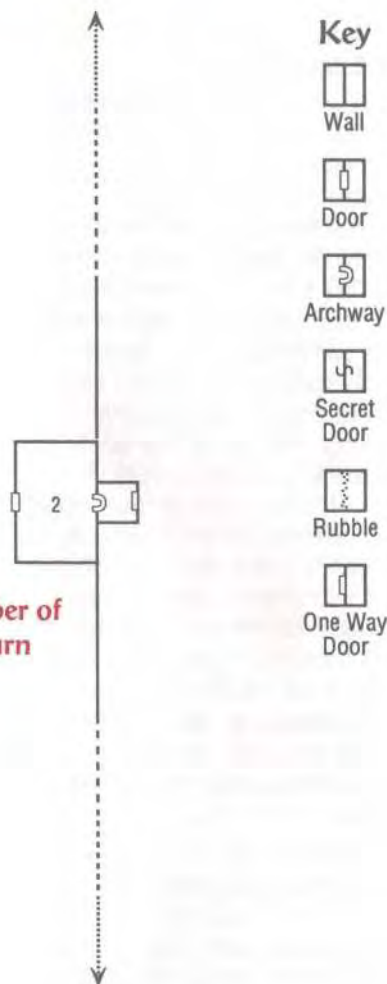 Key
Wall
Door
Archway
Secret
Door
2
Rubble
ber of
urn
One Way
Door